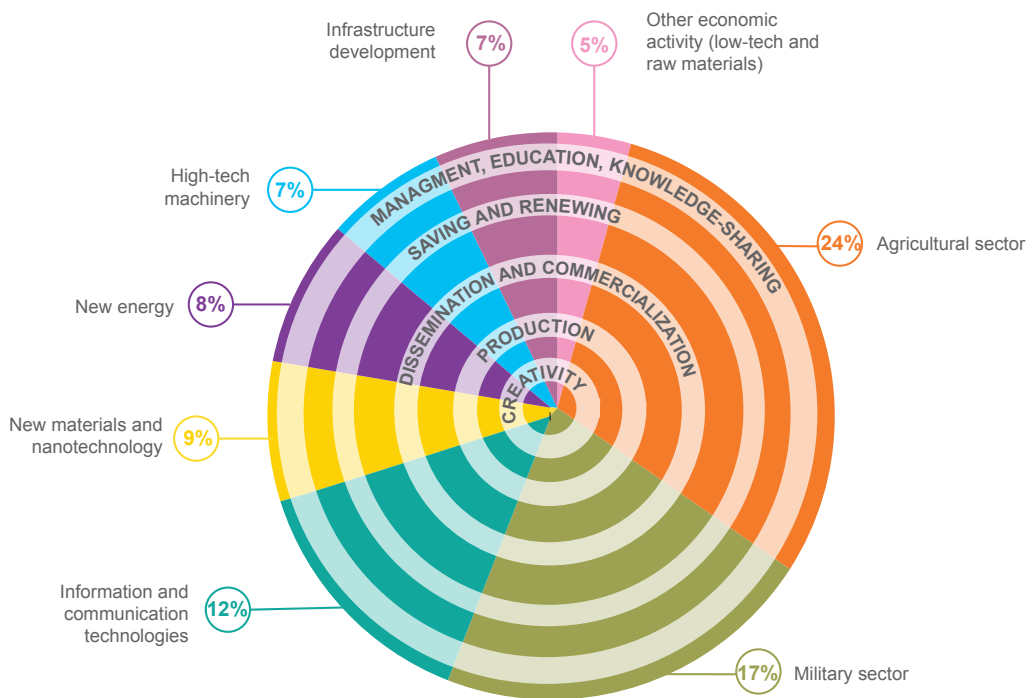 Infrastructure
development
7%
5%
Other economic
activity (low-tech and
raw materials)
High-tech
machinery
7%
24%
Agricultural sector
New energy
8%
New materials and
nanotechnology
9%
Information and
communication
technologies
12%
17%
Military sector
MANAGMENT, EDUCATION, KNOWLEDGE-SHARING
SAVING AND RENEWING
DISSEMINATION AND COMMERCIALIZATION
PRODUCTION
CREATIVITY